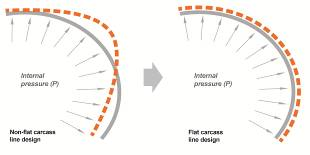 Internal
pressure (P)
Non-flat carcass
line design
Internal
pressure (P)
Flat carcass
line design